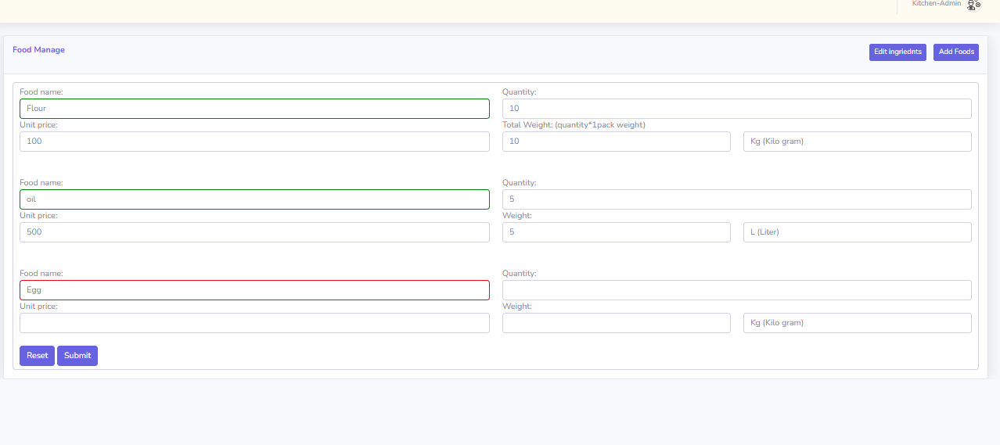 Kitchen-Admin
Food Manage
Edit ingriednts
Add Foods
Food name:
Quantity:
Flour
10
Unit price:
Total Weight: (quantity*1pack weight)
100
10
Kg (Kilo gram)
Food name:
Quantity:
oil
5
Unit price:
Weight:
500
5
L (Liter)
Food name:
Quantity:
Egg
Unit price:
Weight:
Kg (Kilo gram)
Reset
Submit